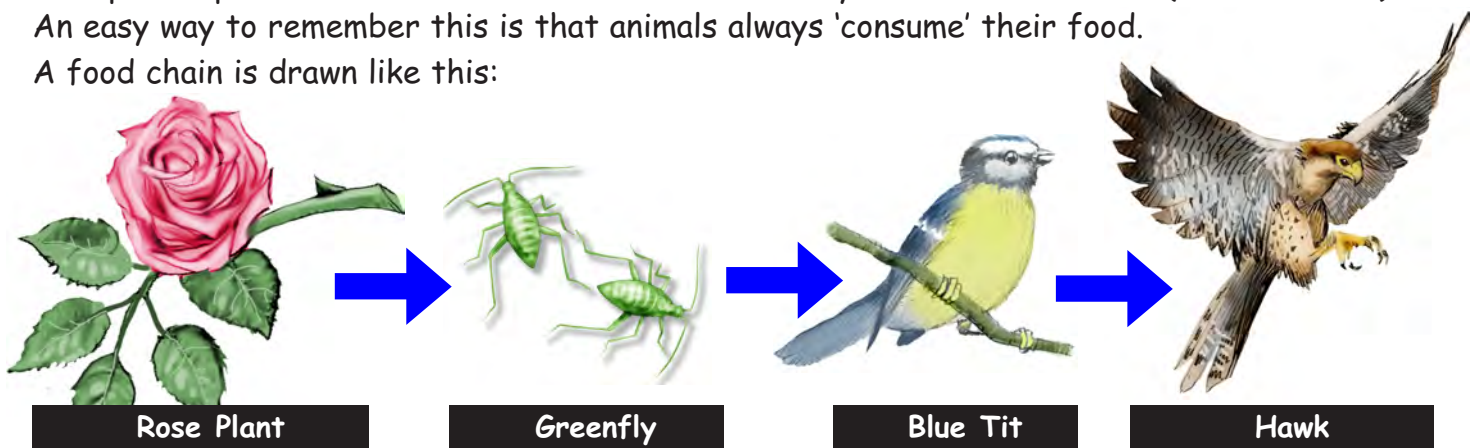 An easy way to remember this is that animals always ‘consume’ their food.
A food chain is drawn like this:
Rose Plant Greenfly Blue Tit Hawk